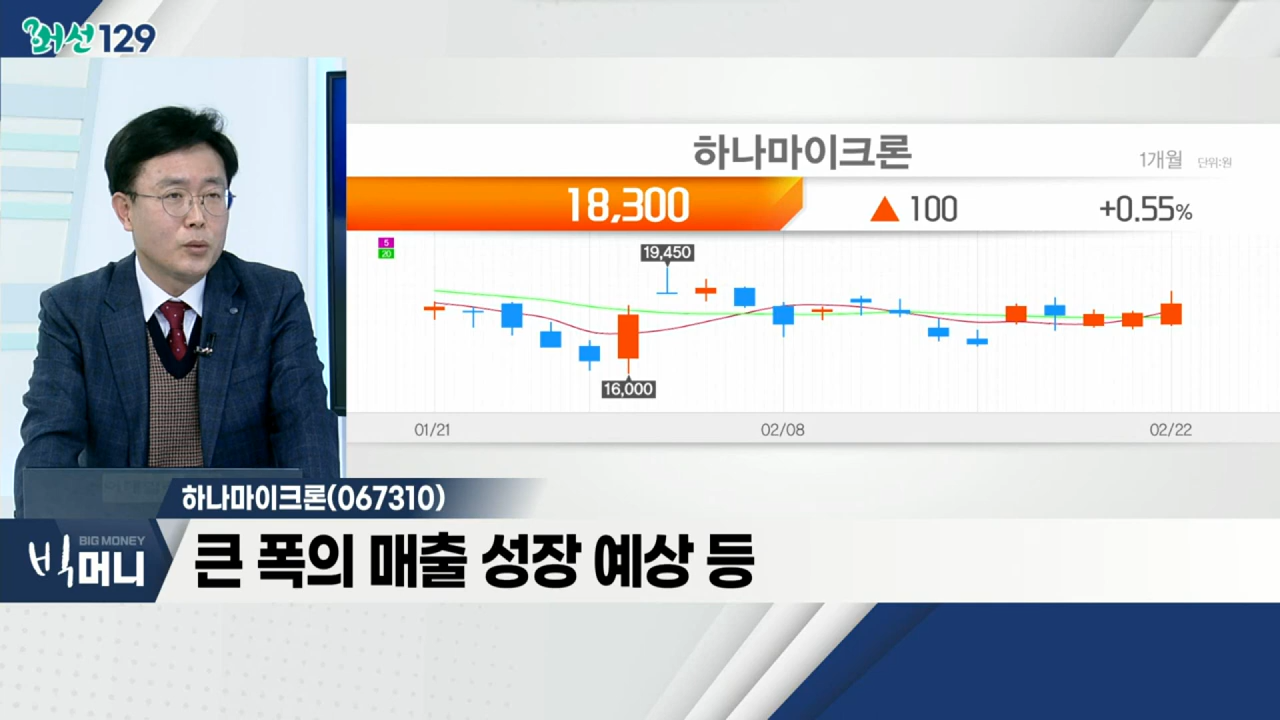 머선129
하나마이크론
1개월 단위:원
18,300 ▲ 100 +0.55%
5
20
19,450
16,000
01/21 02/08 02/22
하나마이크론(067310)
BIG MONEY
빅머니
큰 폭의 매출 성장 예상 등